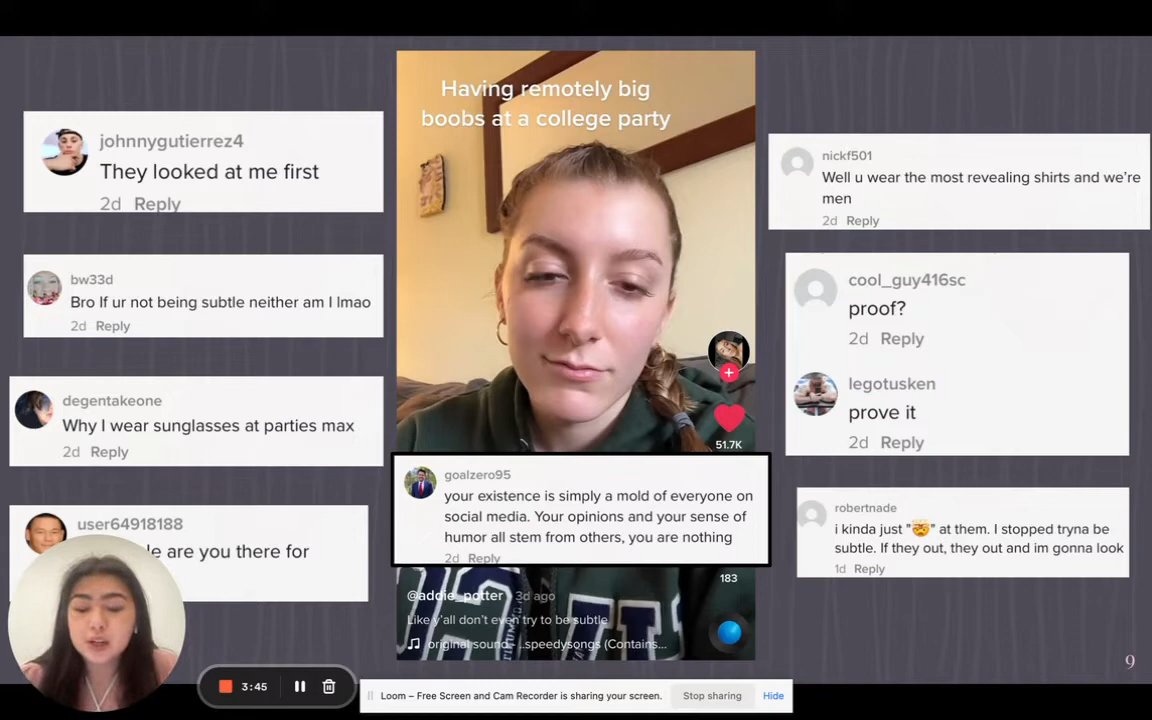 Having remotely big
boobs at a college party
johnnygutierrez4
They looked at me first
2d Reply
bw33d
Bro If ur not being subtle neither am I lmao
2d Reply
degentakeone
Why I wear sunglasses at parties max
2d Reply
user64918188
le are you there for
nickf501
Well u wear the most revealing shirts and we're
men
2d Reply
cool_guy416sc
proof?
2d Reply
legotusken
prove it
2d Reply
robertnade
i kinda just "🤯" at them. I stopped tryna be
subtle. If they out, they out and im gonna look
1d Reply
51.7K
goalzero95
your existence is simply a mold of everyone on
social media. Your opinions and your sense of
humor all stem from others, you are nothing
2d Reply
183
@addie_potter 3d ago
Like y'all don't even try to be subtle
original sound - ..speedysongs (Contains...
9
3:45
Loom – Free Screen and Cam Recorder is sharing your screen.
Stop sharing
Hide